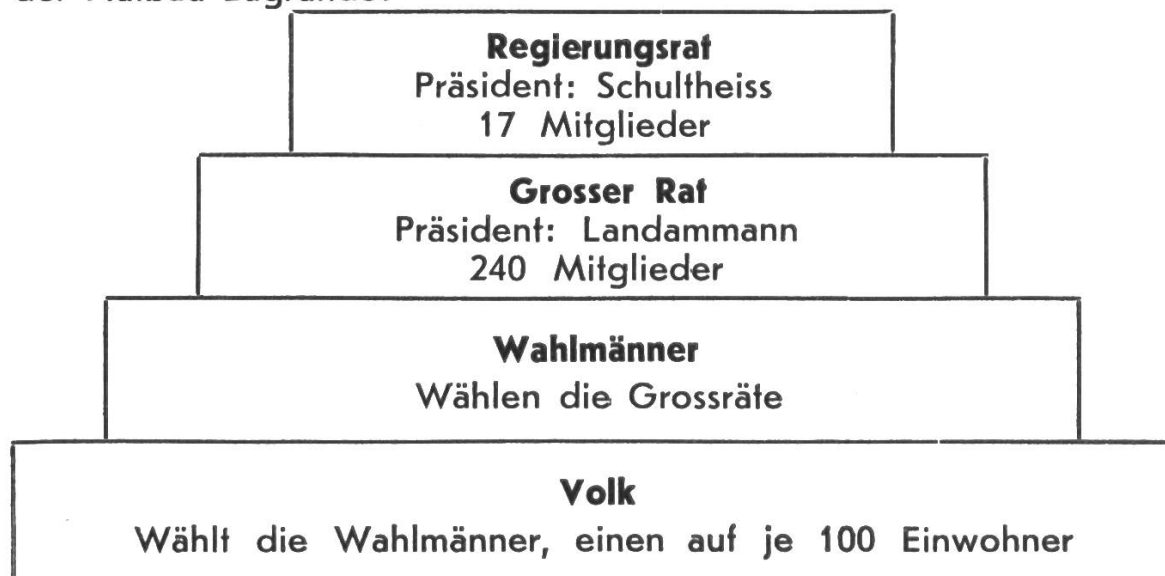 Regierungsrat
Präsident: Schultheiss
17 Mitglieder
Grosser Rat
Präsident: Landammann
240 Mitglieder
Wahlmänner
Wählen die Grossräte
Volk
Wählt die Wahlmänner, einen auf je 100 Einwohner